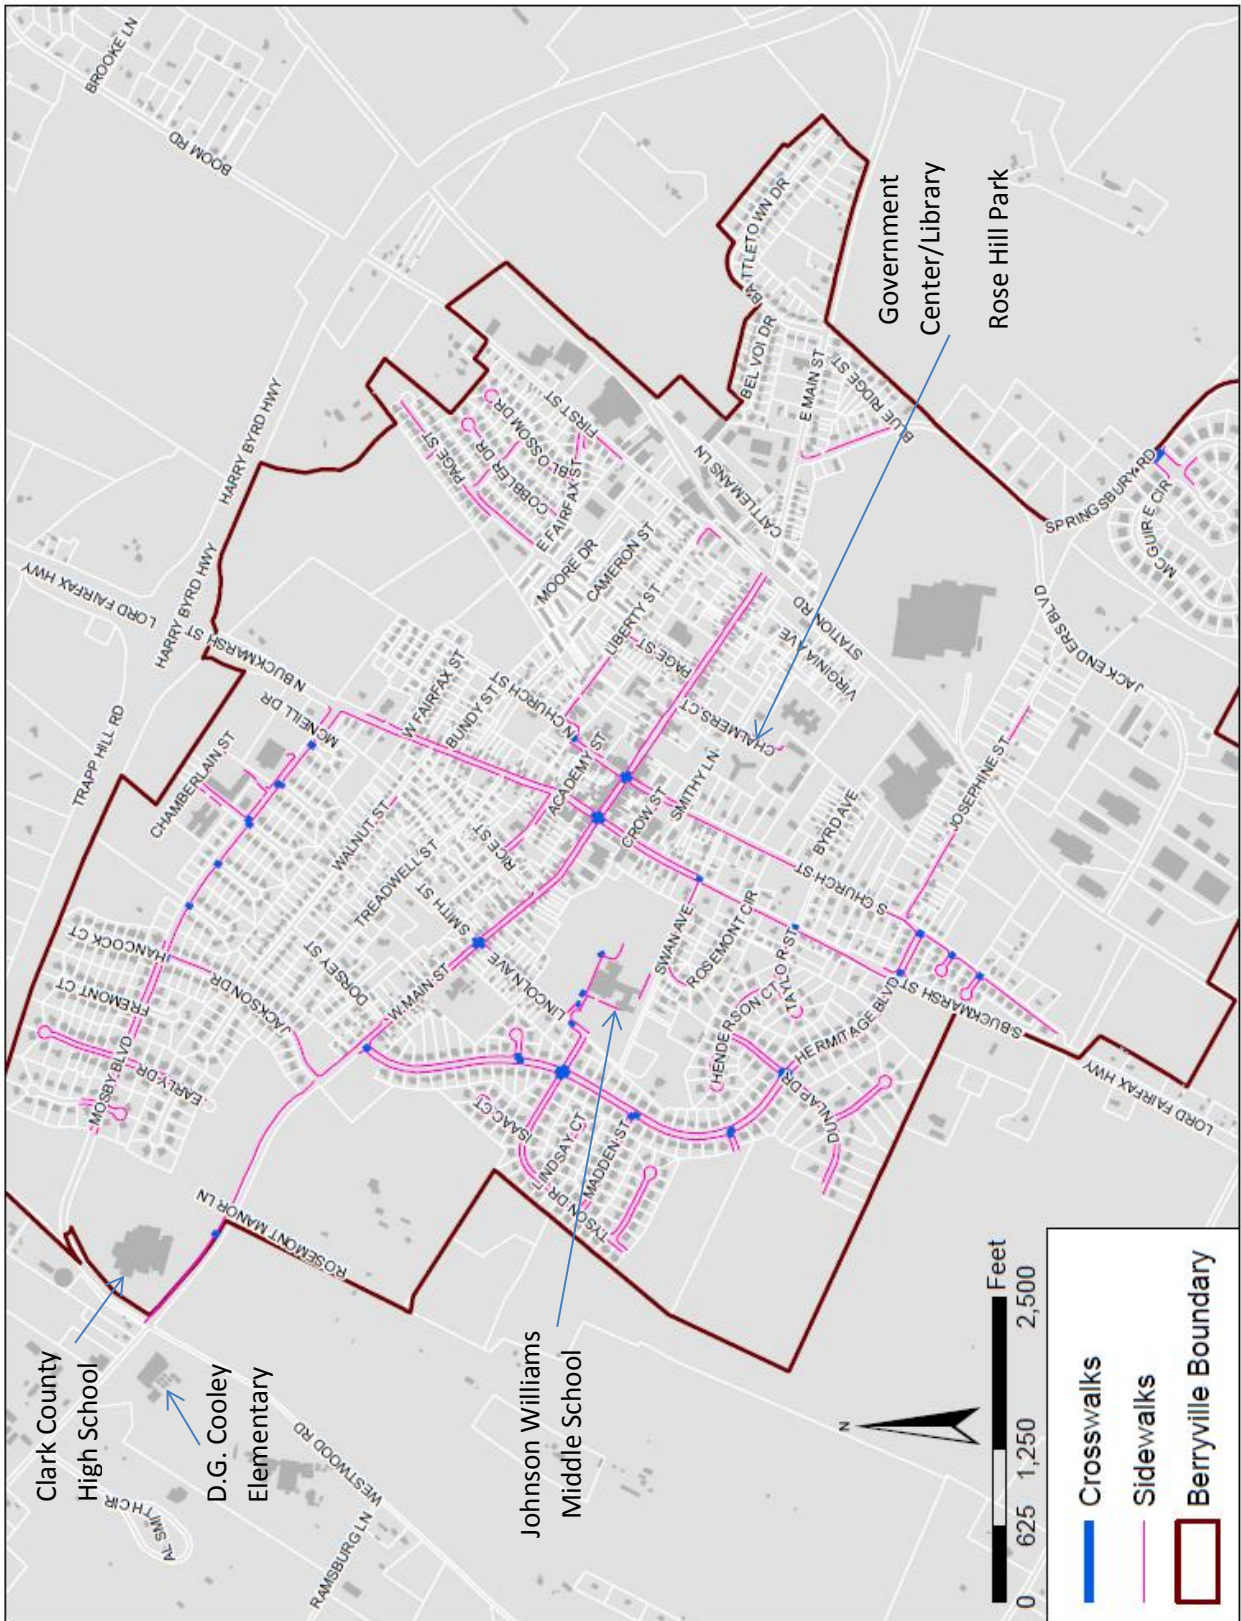 BROOKE LN
BOOM RD
HARRY BYRD HWY
HARRY BYRD HWY
LORD FAIRFAX HWY
TRAPP HILL RD
N BUCKMARSH ST
MCNEILL DR
CHAMBERLAIN ST
W FAIRFAX ST
BUNDY ST
N CHURCH ST
ACADEMY ST
RICE ST
WALNUT ST
TREADWELL ST
SMITH ST
DORSEY ST
JACKSON DR
HANCOCK CT
FREMONT CT
MOSBY BLVD
EARLY DR
W MAIN ST
LINCOLN AVE
PAGE ST
COBBLER DR
BLOSSOM DR
FIRST ST
E FAIRFAX ST
MOORE DR
CAMERON ST
LIBERTY ST
PAGE ST
CATTLEMANS LN
BATTLETOWN DR
BEL VOI DR
E MAIN ST
BLUE RIDGE ST
STATION RD
VIRGINIA AVE
CHALMERS CT
SMITHY LN
CROW ST
BYRD AVE
S CHURCH ST
SWAN AVE
ROSEMONT CIR
TAYLOR ST
HENDERSON CT
HERMITAGE BLVD
DUNLAP DR
S BUCKMARSH ST
LORD FAIRFAX HWY
JOSEPHINE ST
JACK ENDERS BLVD
SPRINGSBURY RD
MCGUIRE CIR
ISAAC CT
LINDSAY CT
MADDEN ST
TYSON DR
ROSEMONT MANOR LN
WESTWOOD RD
RAMSBURG LN
AL SMITH CIR
Clark County
High School
D.G. Cooley
Elementary
Johnson Williams
Middle School
Government
Center/Library
Rose Hill Park
N
0 625 1,250 2,500
Feet
Crosswalks
Sidewalks
Berryville Boundary